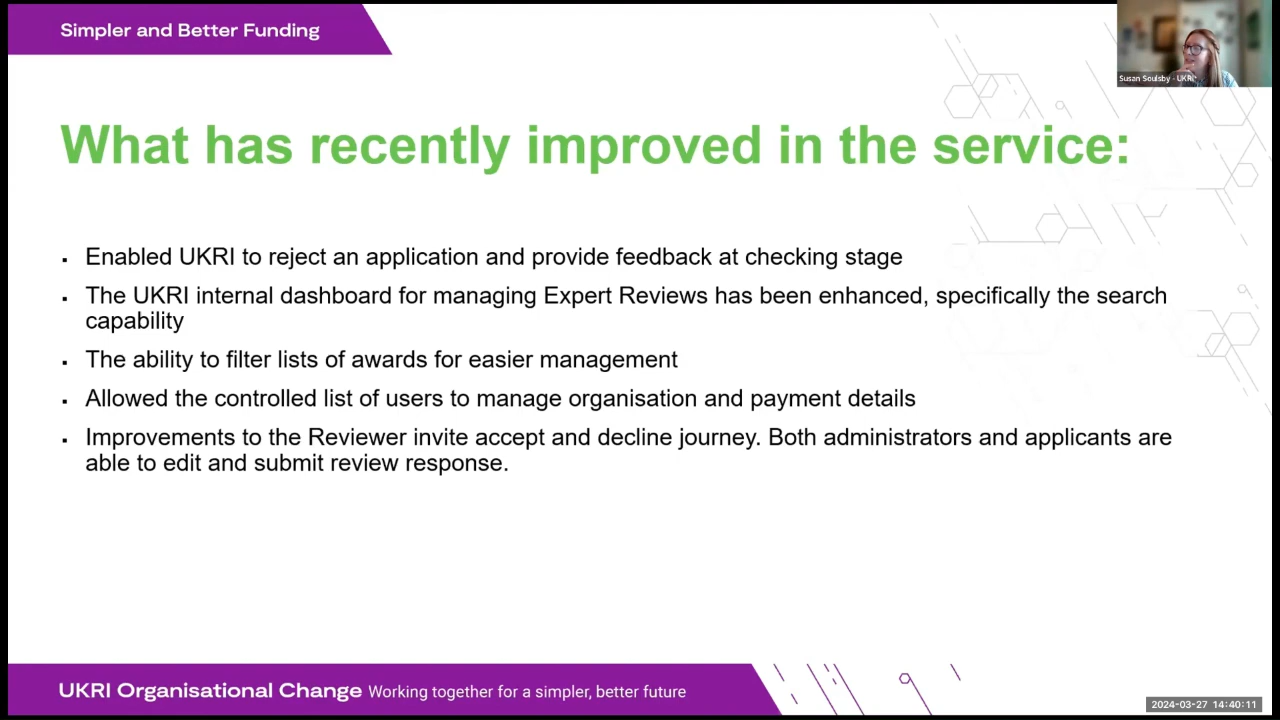 Simpler and Better Funding
Susan Soulsby - UKRI
What has recently improved in the service:
▪ Enabled UKRI to reject an application and provide feedback at checking stage
▪ The UKRI internal dashboard for managing Expert Reviews has been enhanced, specifically the search
capability
▪ The ability to filter lists of awards for easier management
▪ Allowed the controlled list of users to manage organisation and payment details
▪ Improvements to the Reviewer invite accept and decline journey. Both administrators and applicants are
able to edit and submit review response.
UKRI Organisational Change Working together for a simpler, better future
2024-03-27 14:40:11